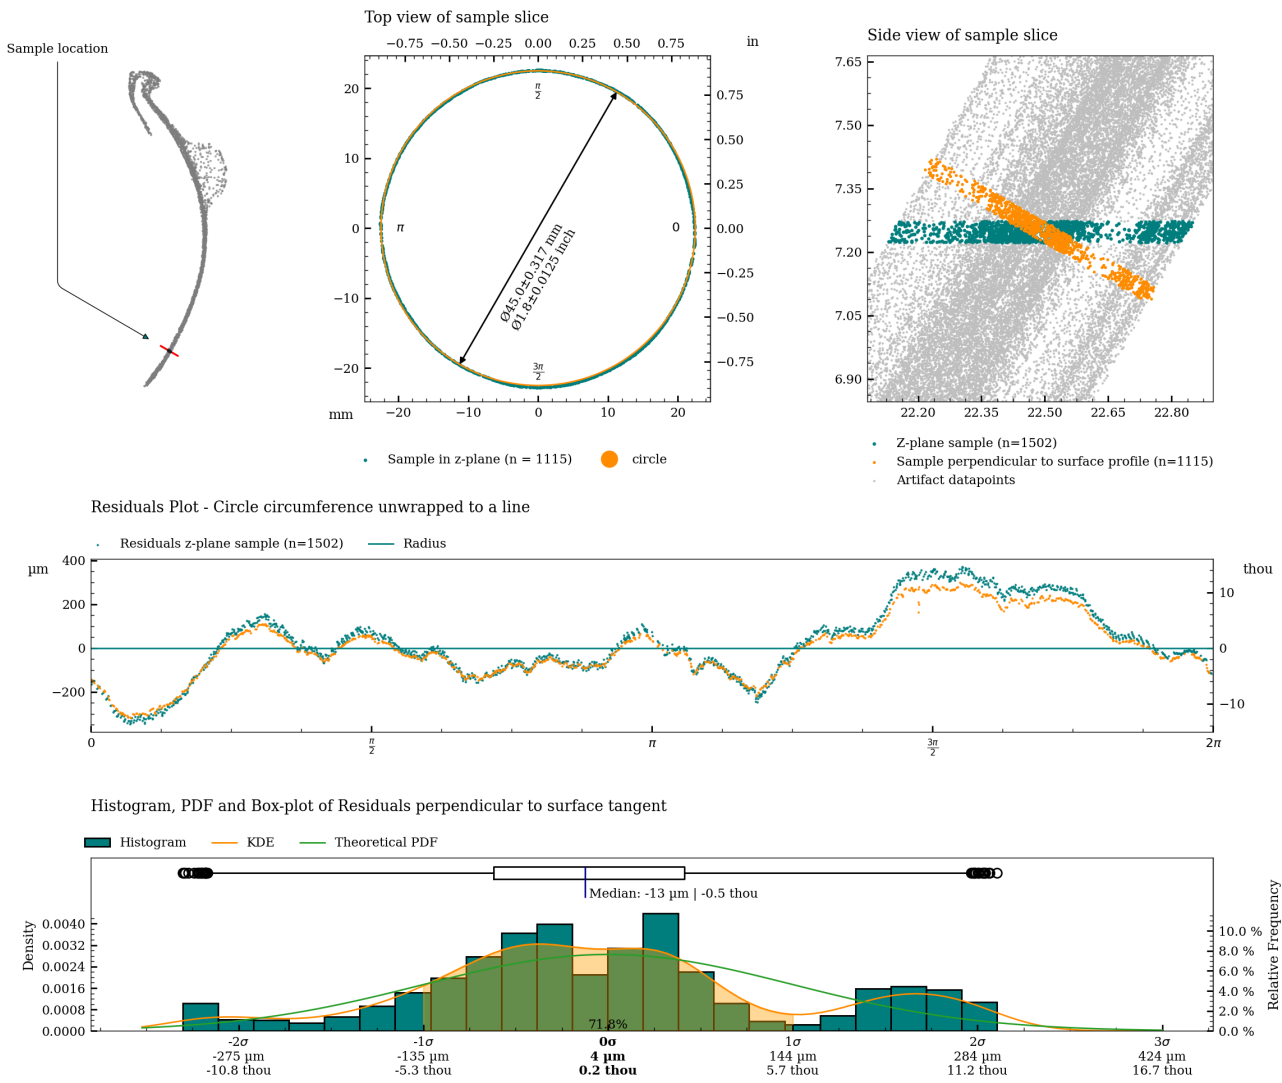 Sample location
Top view of sample slice
−0.75 −0.50 −0.25 0.00 0.25 0.50 0.75
in
20
10
0
−10
−20
0.75
0.50
0.25
0.00
−0.25
−0.50
−0.75
π/2
π
0
3π/2
Ø45.0±0.317 mm
Ø1.8±0.0125 inch
mm
−20 −10 0 10 20
Sample in z-plane (n = 1115)
circle
Side view of sample slice
7.65
7.50
7.35
7.20
7.05
6.90
22.20 22.35 22.50 22.65 22.80
Z-plane sample (n=1502)
Sample perpendicular to surface profile (n=1115)
Artifact datapoints
Residuals Plot - Circle circumference unwrapped to a line
Residuals z-plane sample (n=1502)
Radius
µm
400
200
0
−200
thou
10
0
−10
0 π/2 π 3π/2 2π
Histogram, PDF and Box-plot of Residuals perpendicular to surface tangent
Histogram
KDE
Theoretical PDF
Median: -13 µm | -0.5 thou
Density
0.0040
0.0032
0.0024
0.0016
0.0008
0.0000
Relative Frequency
10.0 %
8.0 %
6.0 %
4.0 %
2.0 %
0.0 %
71.8%
-2σ -1σ 0σ 1σ 2σ 3σ
-275 µm -135 µm 4 µm 144 µm 284 µm 424 µm
-10.8 thou -5.3 thou 0.2 thou 5.7 thou 11.2 thou 16.7 thou